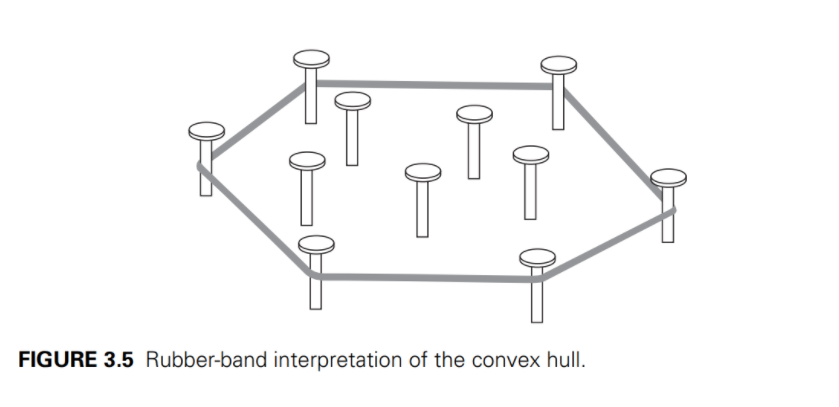 FIGURE 3.5 Rubber-band interpretation of the convex hull.